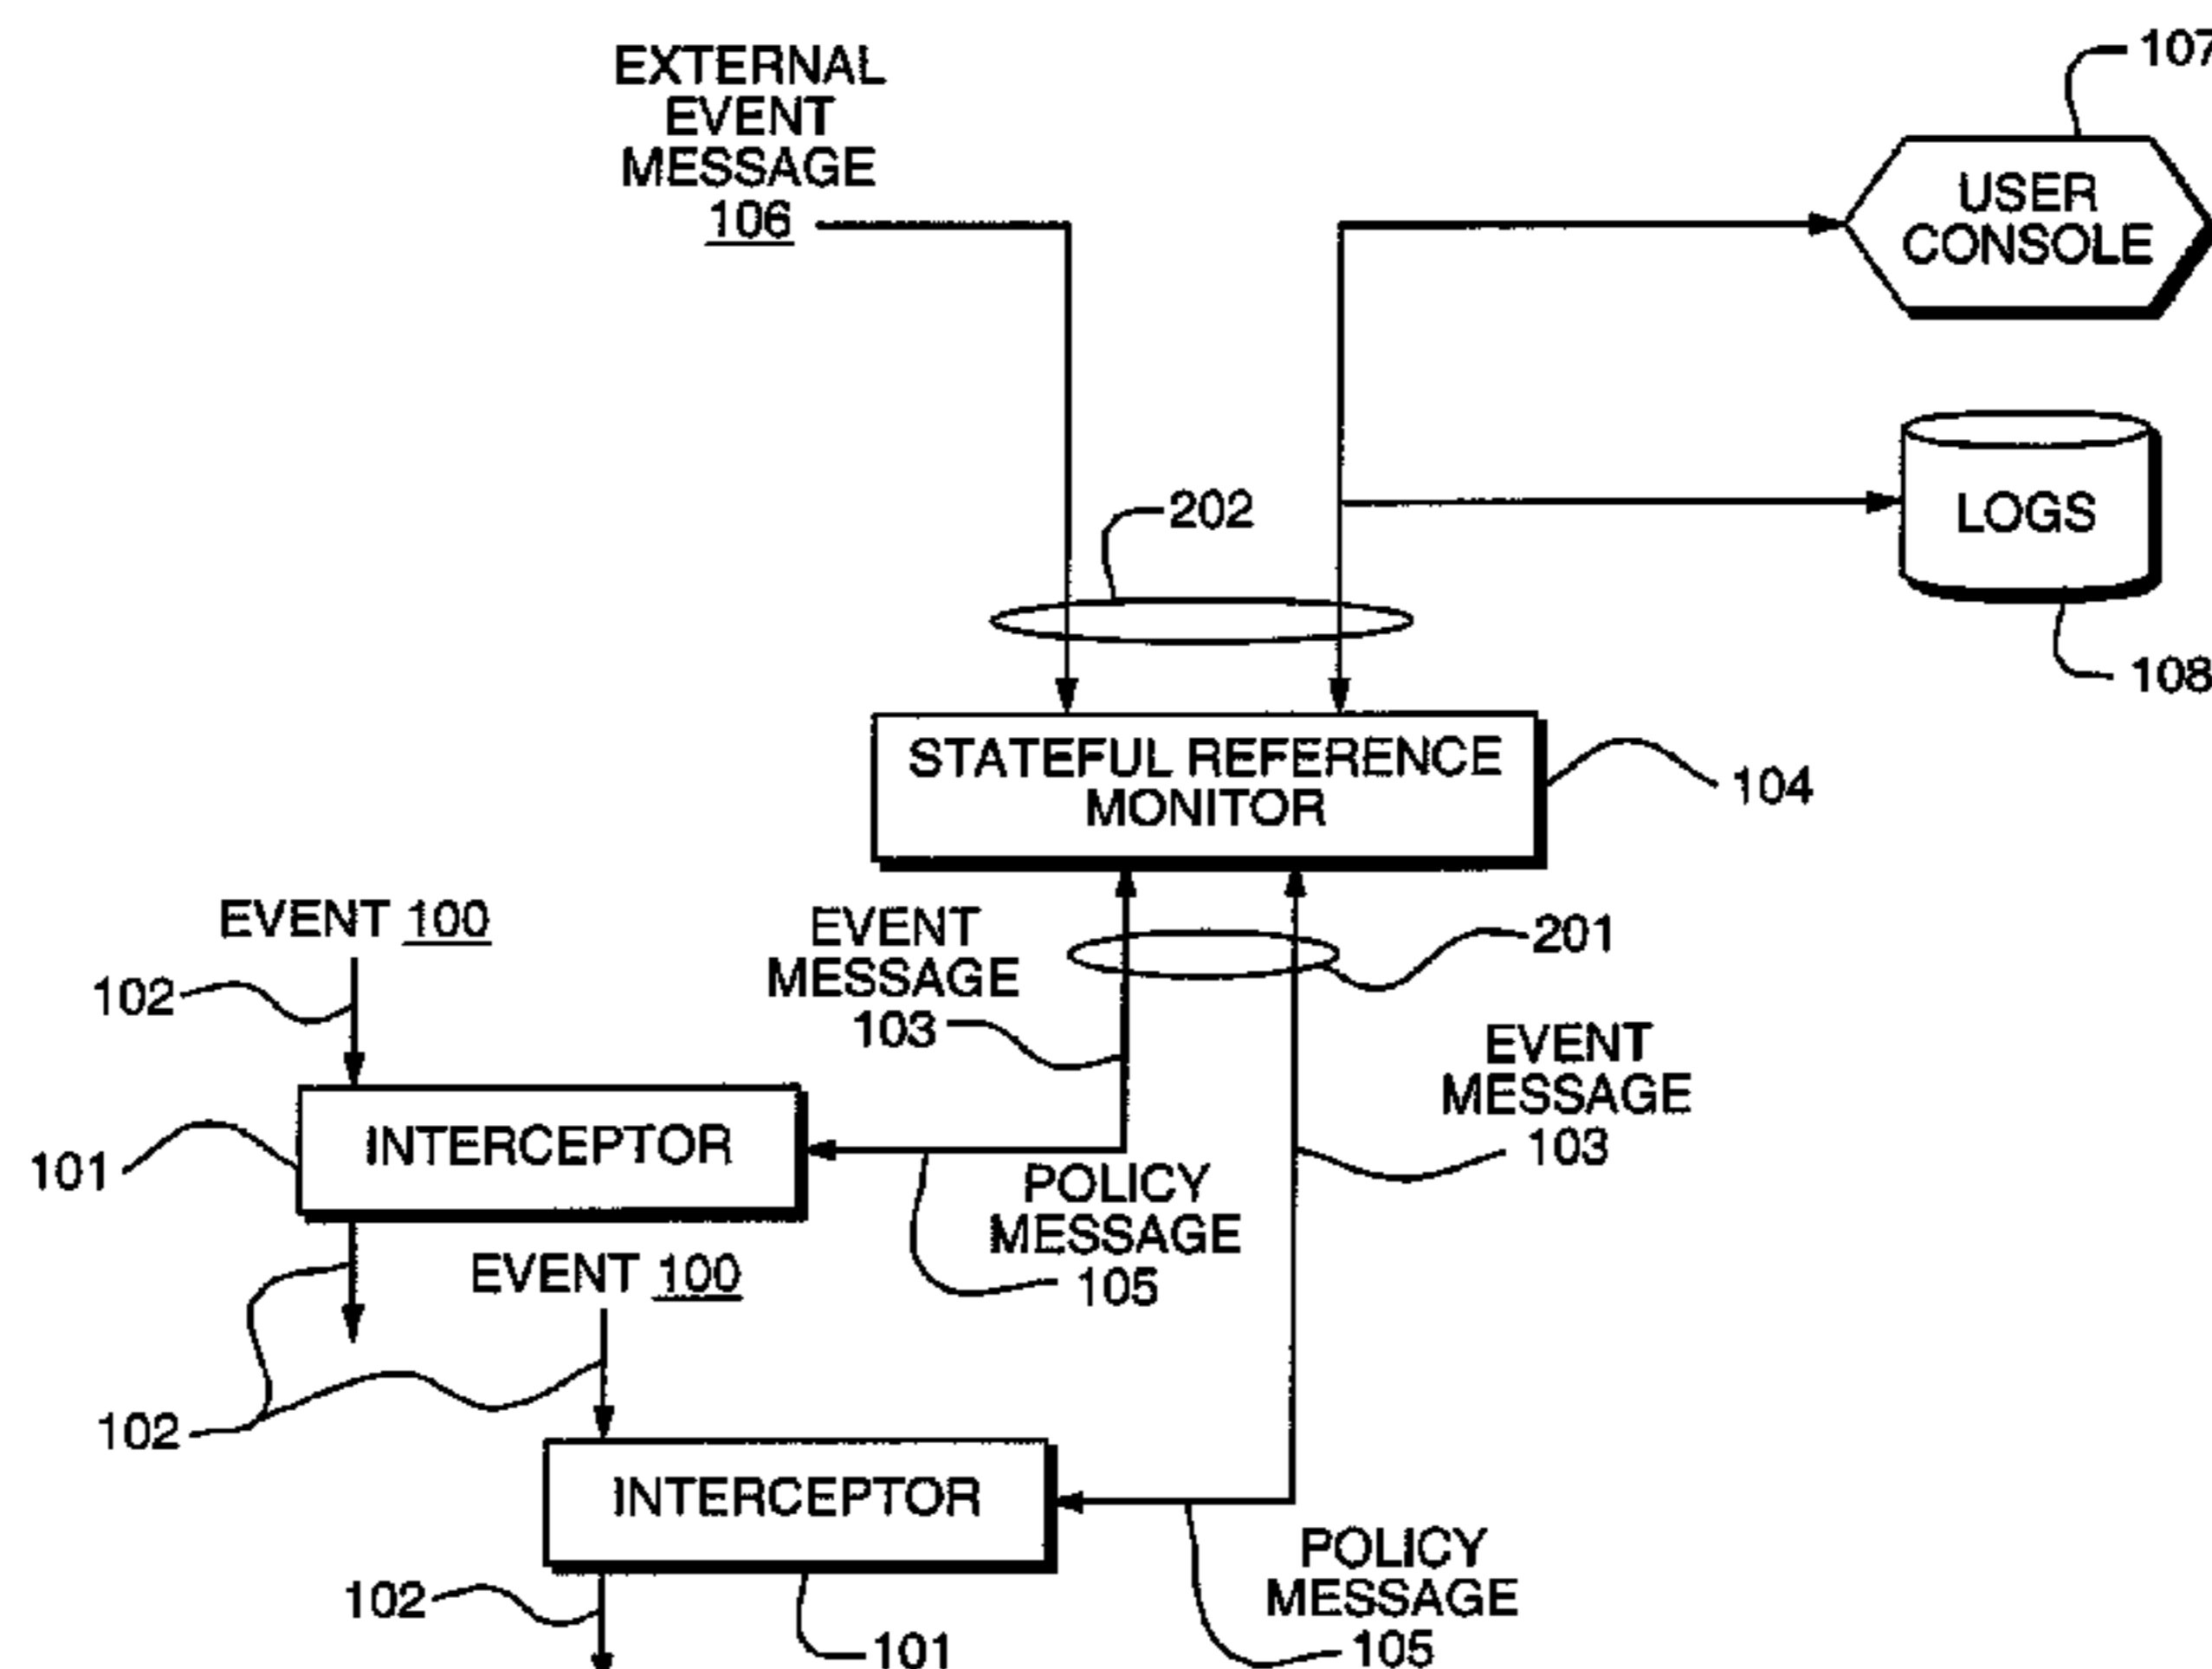 EXTERNAL
EVENT
MESSAGE
106
107
USER
CONSOLE
LOGS
108
202
STATEFUL REFERENCE
MONITOR
104
EVENT 100
102
EVENT
MESSAGE
103
201
EVENT
MESSAGE
103
INTERCEPTOR
101
POLICY
MESSAGE
105
EVENT 100
102
INTERCEPTOR
102
101
POLICY
MESSAGE
105